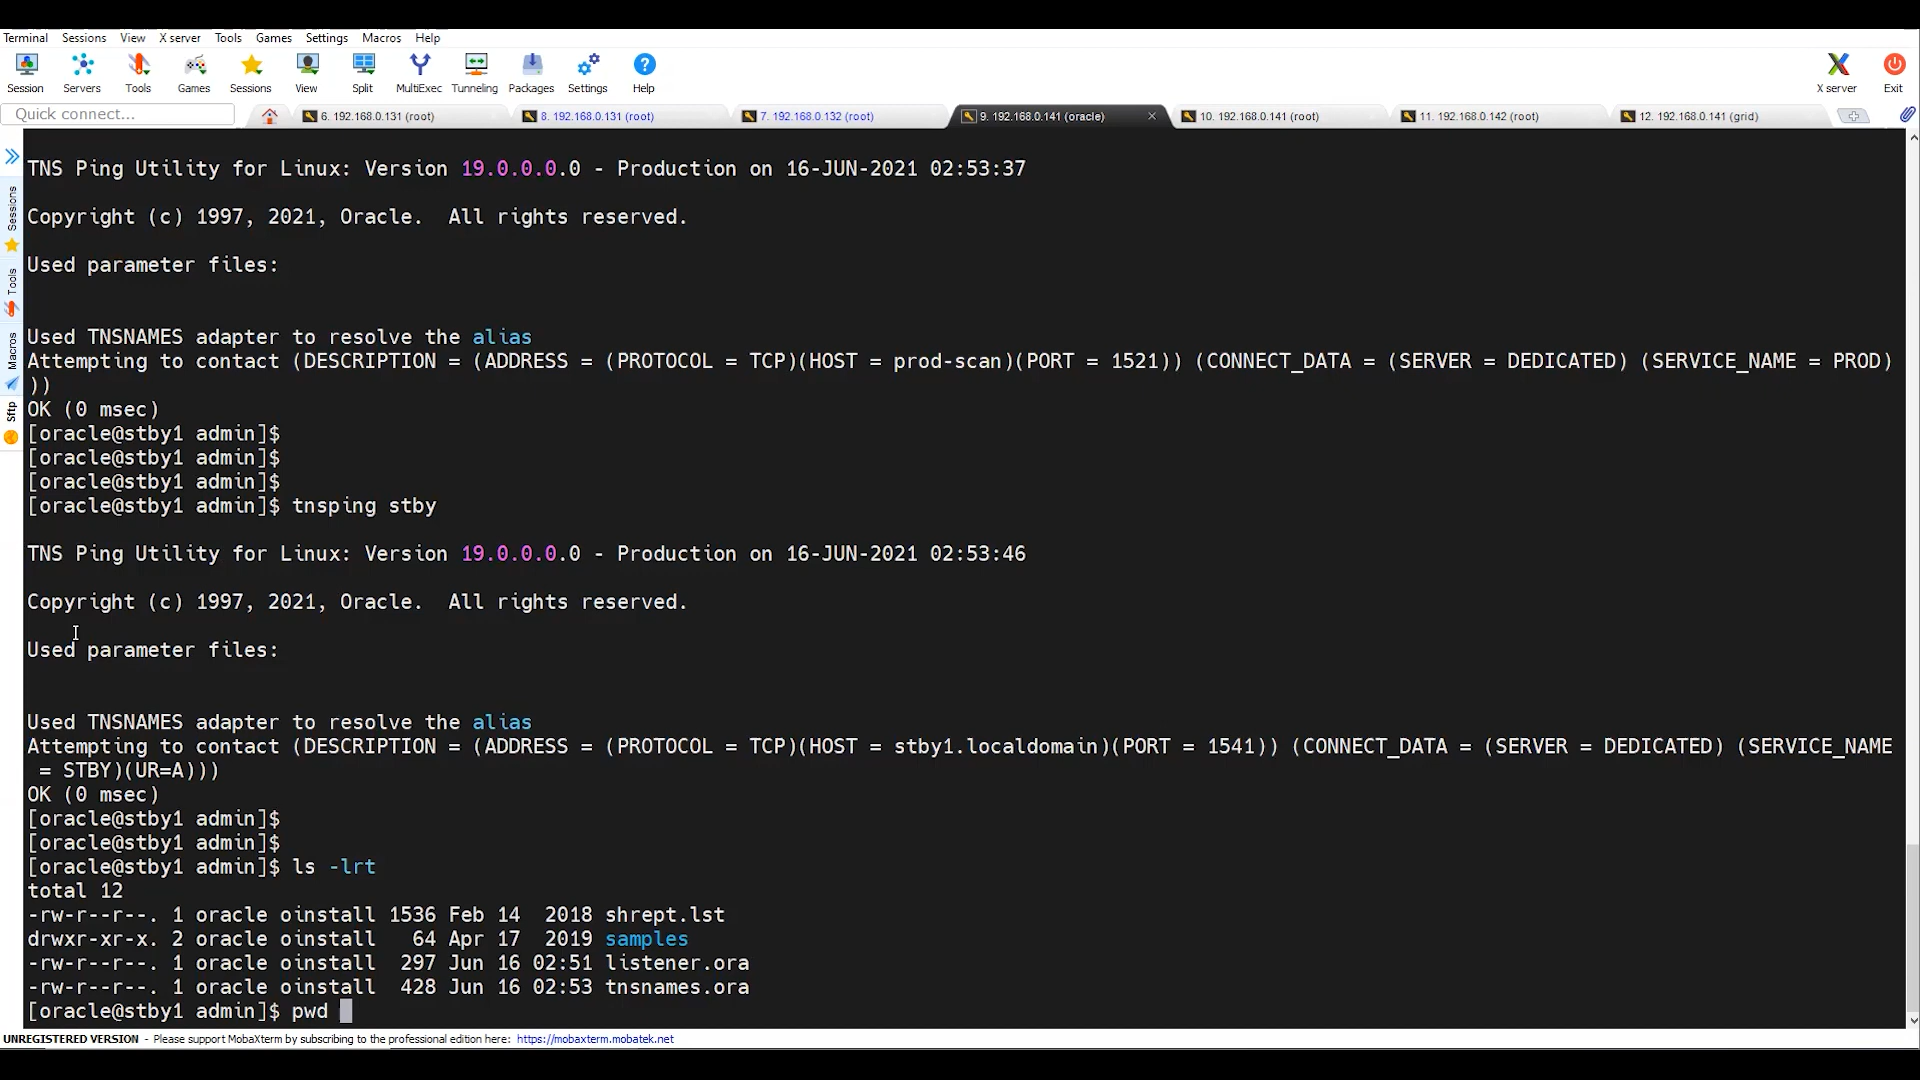 Terminal Sessions View X server Tools Games Settings Macros Help
Session Servers Tools Games Sessions View Split MultiExec Tunneling Packages Settings Help X server Exit
Quick connect... 6. 192.168.0.131 (root) 8. 192.168.0.131 (root) 7. 192.168.0.132 (root) 9. 192.168.0.141 (oracle) 10. 192.168.0.141 (root) 11. 192.168.0.142 (root) 12. 192.168.0.141 (grid)
Sessions
Tools
Macros
Sftp
TNS Ping Utility for Linux: Version 19.0.0.0.0 - Production on 16-JUN-2021 02:53:37
Copyright (c) 1997, 2021, Oracle.  All rights reserved.
Used parameter files:
Used TNSNAMES adapter to resolve the alias
Attempting to contact (DESCRIPTION = (ADDRESS = (PROTOCOL = TCP)(HOST = prod-scan)(PORT = 1521)) (CONNECT_DATA = (SERVER = DEDICATED) (SERVICE_NAME = PROD)
))
OK (0 msec)
[oracle@stby1 admin]$
[oracle@stby1 admin]$
[oracle@stby1 admin]$
[oracle@stby1 admin]$ tnsping stby
TNS Ping Utility for Linux: Version 19.0.0.0.0 - Production on 16-JUN-2021 02:53:46
Copyright (c) 1997, 2021, Oracle.  All rights reserved.
Used parameter files:
Used TNSNAMES adapter to resolve the alias
Attempting to contact (DESCRIPTION = (ADDRESS = (PROTOCOL = TCP)(HOST = stby1.localdomain)(PORT = 1541)) (CONNECT_DATA = (SERVER = DEDICATED) (SERVICE_NAME
 = STBY)(UR=A)))
OK (0 msec)
[oracle@stby1 admin]$
[oracle@stby1 admin]$
[oracle@stby1 admin]$ ls -lrt
total 12
-rw-r--r--. 1 oracle oinstall 1536 Feb 14  2018 shrept.lst
drwxr-xr-x. 2 oracle oinstall   64 Apr 17  2019 samples
-rw-r--r--. 1 oracle oinstall  297 Jun 16 02:51 listener.ora
-rw-r--r--. 1 oracle oinstall  428 Jun 16 02:53 tnsnames.ora
[oracle@stby1 admin]$ pwd
UNREGISTERED VERSION - Please support MobaXterm by subscribing to the professional edition here: https://mobaxterm.mobatek.net